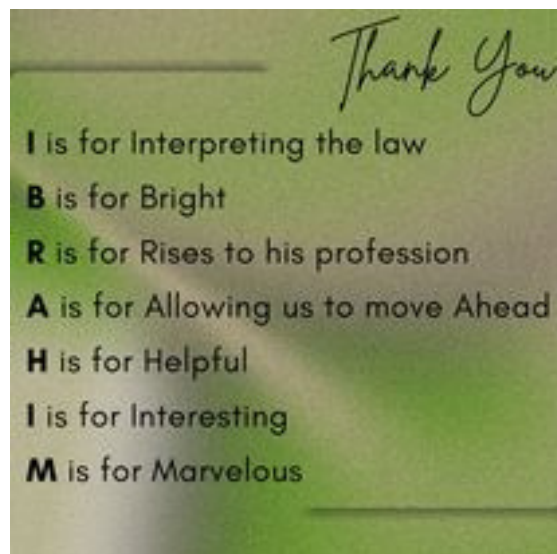 Thank You
I is for Interpreting the law
B is for Bright
R is for Rises to his profession
A is for Allowing us to move Ahead
H is for Helpful
I is for Interesting
M is for Marvelous